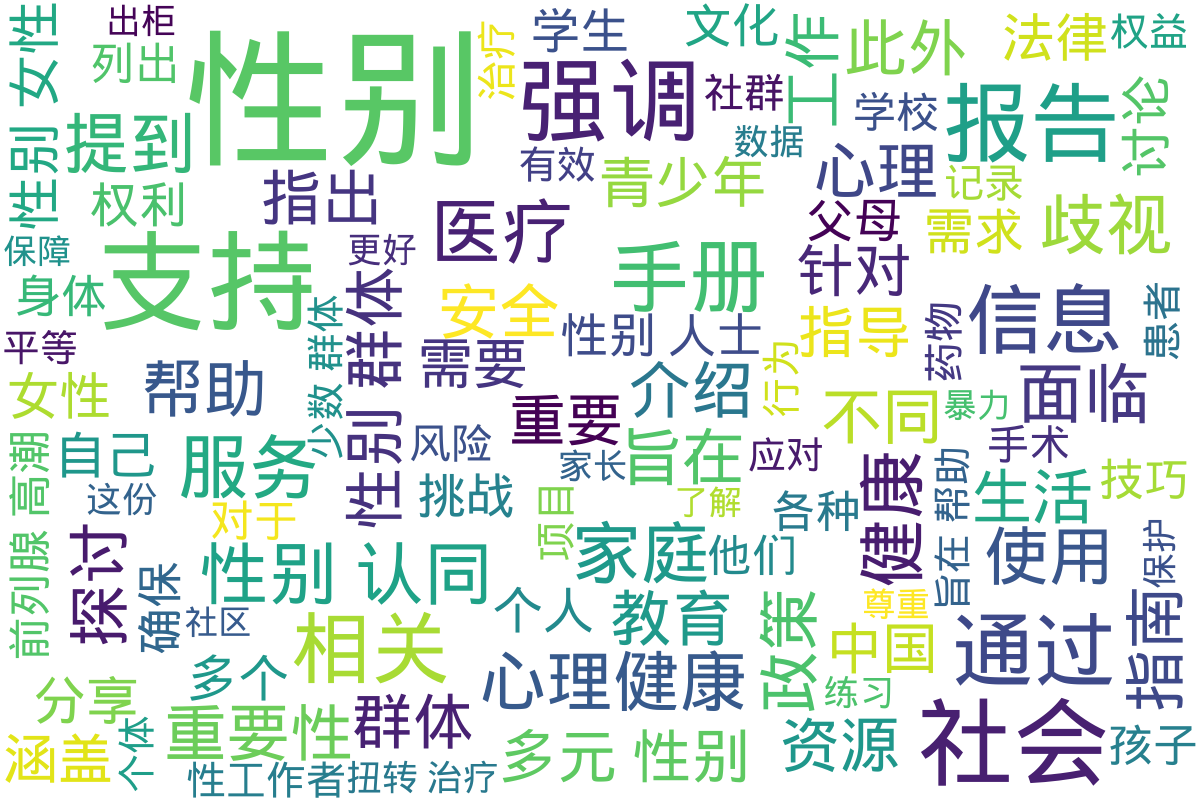 出柜
学生
文化
法律
权益
列出
女性
治疗
性别
强调
社群
工作
此外
学校
报告
讨论
性别
提到
数据
有效
心理
记录
权利
指出
青少年
医疗
父母
需求
歧视
保障
支持
更好
手册
针对
身体
安全
性别 人士
指导
药物
信息
患者
平等
少数 群体
性别 群体
需要
行为
女性
帮助
介绍
不同
暴力
面临
重要
手术
自己
风险
旨在
应对
服务
家长
健康
帮助
生活
技巧
前列腺 高潮
这份
挑战
项目
了解
各种
对于
探讨
性别 认同
家庭
他们
旨在
使用
保护
确保
社区
个人
教育
尊重
相关
政策
中国
通过
指南
多个
心理健康
练习
分享
重要性
群体
社会
涵盖
个体
多元 性别
资源
孩子
性工作者
扭转 治疗